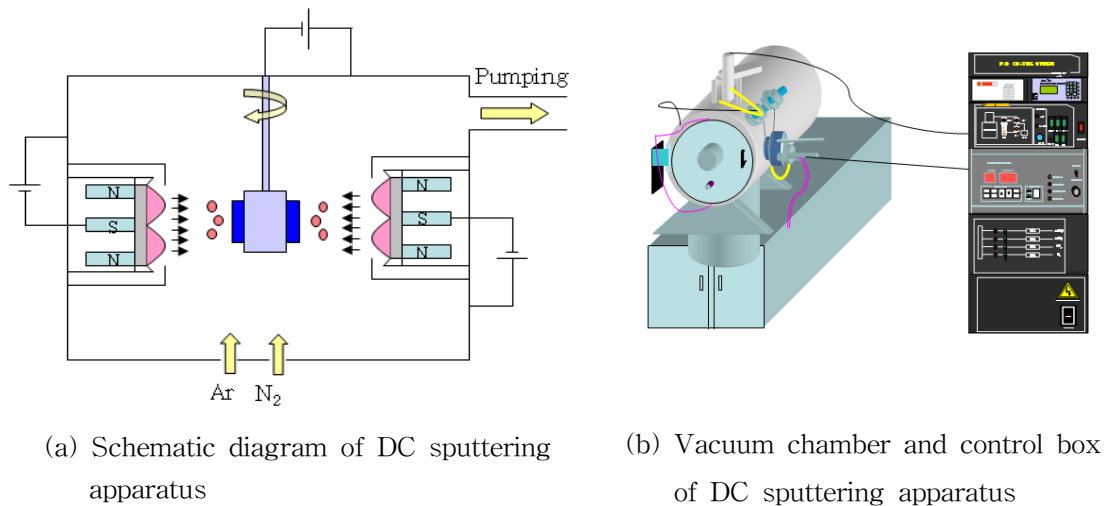 Pumping
N
S
N
N
S
N
Ar N₂
(a) Schematic diagram of DC sputtering
apparatus
(b) Vacuum chamber and control box
of DC sputtering apparatus